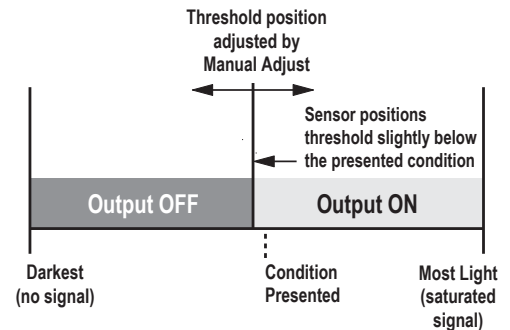 Threshold position
adjusted by
Manual Adjust
Sensor positions
threshold slightly below
the presented condition
Output OFF
Output ON
Darkest
(no signal)
Condition
Presented
Most Light
(saturated
signal)